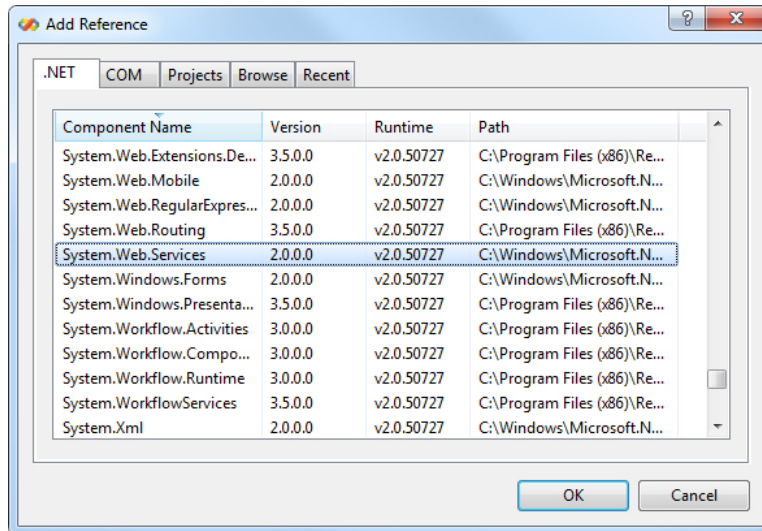 Add Reference
.NET COM Projects Browse Recent
Component Name Version Runtime Path
System.Web.Extensions.De... 3.5.0.0 v2.0.50727 C:\Program Files (x86)\Re...
System.Web.Mobile 2.0.0.0 v2.0.50727 C:\Windows\Microsoft.N...
System.Web.RegularExpres... 2.0.0.0 v2.0.50727 C:\Windows\Microsoft.N...
System.Web.Routing 3.5.0.0 v2.0.50727 C:\Program Files (x86)\Re...
System.Web.Services 2.0.0.0 v2.0.50727 C:\Windows\Microsoft.N...
System.Windows.Forms 2.0.0.0 v2.0.50727 C:\Windows\Microsoft.N...
System.Windows.Presenta... 3.5.0.0 v2.0.50727 C:\Program Files (x86)\Re...
System.Workflow.Activities 3.0.0.0 v2.0.50727 C:\Program Files (x86)\Re...
System.Workflow.Compo... 3.0.0.0 v2.0.50727 C:\Program Files (x86)\Re...
System.Workflow.Runtime 3.0.0.0 v2.0.50727 C:\Program Files (x86)\Re...
System.WorkflowServices 3.5.0.0 v2.0.50727 C:\Program Files (x86)\Re...
System.Xml 2.0.0.0 v2.0.50727 C:\Windows\Microsoft.N...
OK Cancel